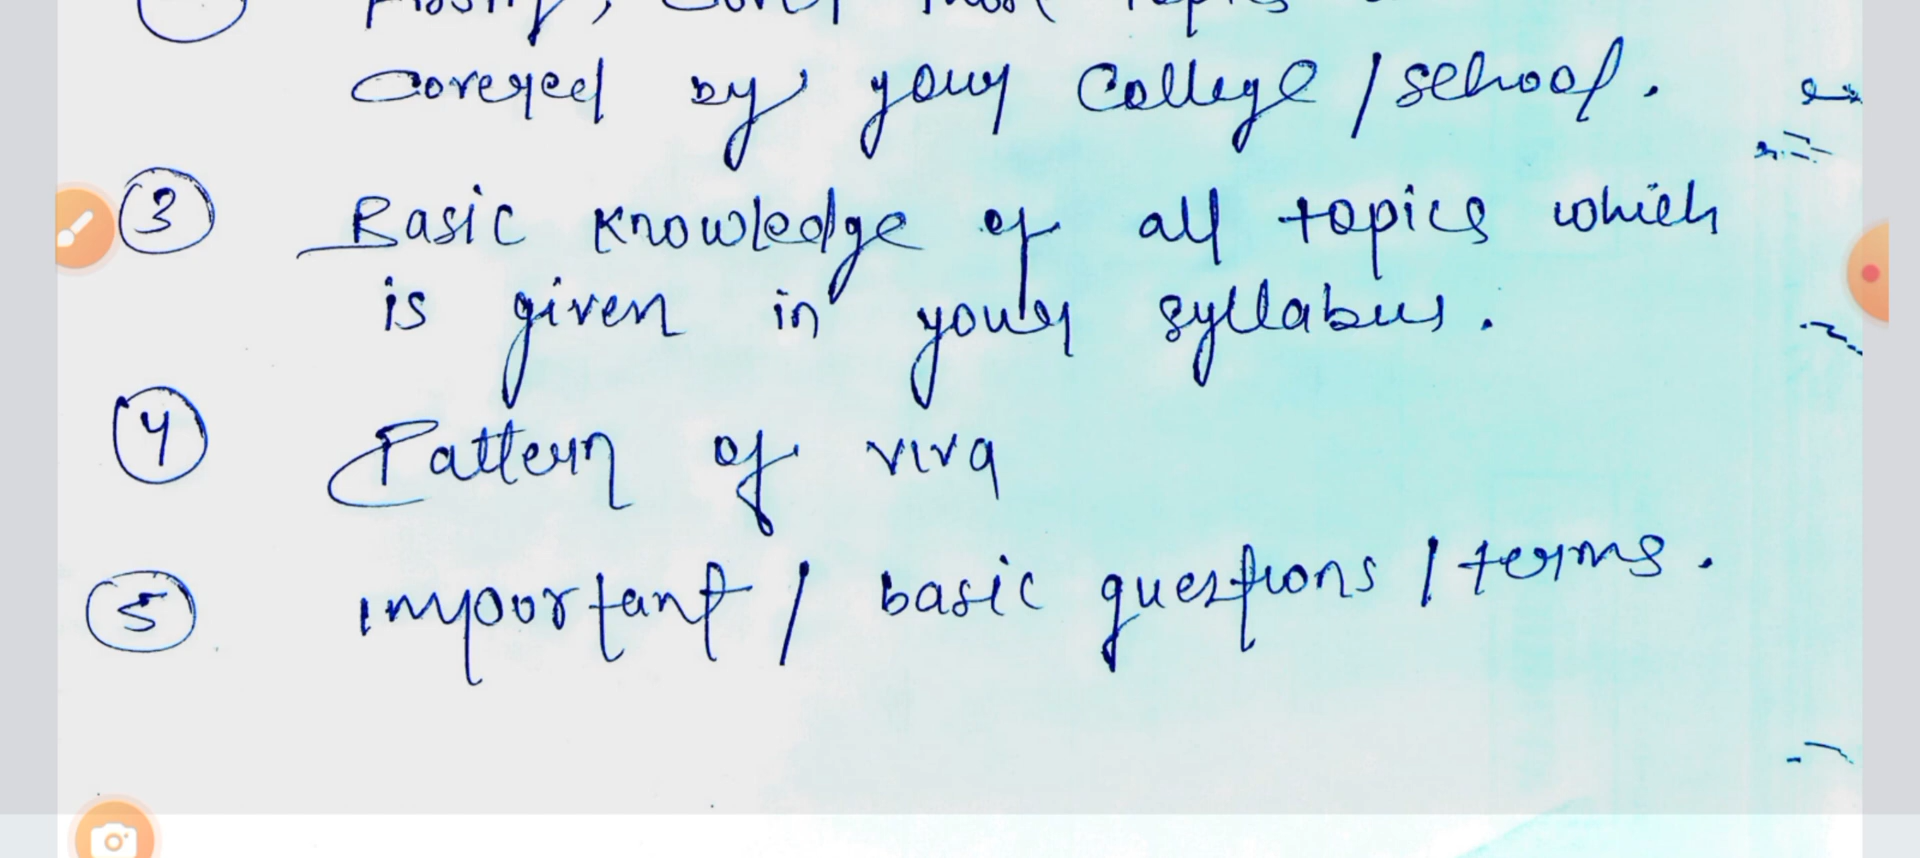 covered by your College / school.
③ Basic knowledge of all topics which
is given in your syllabus.
④ Pattern of viva
⑤ important / basic questions / terms.